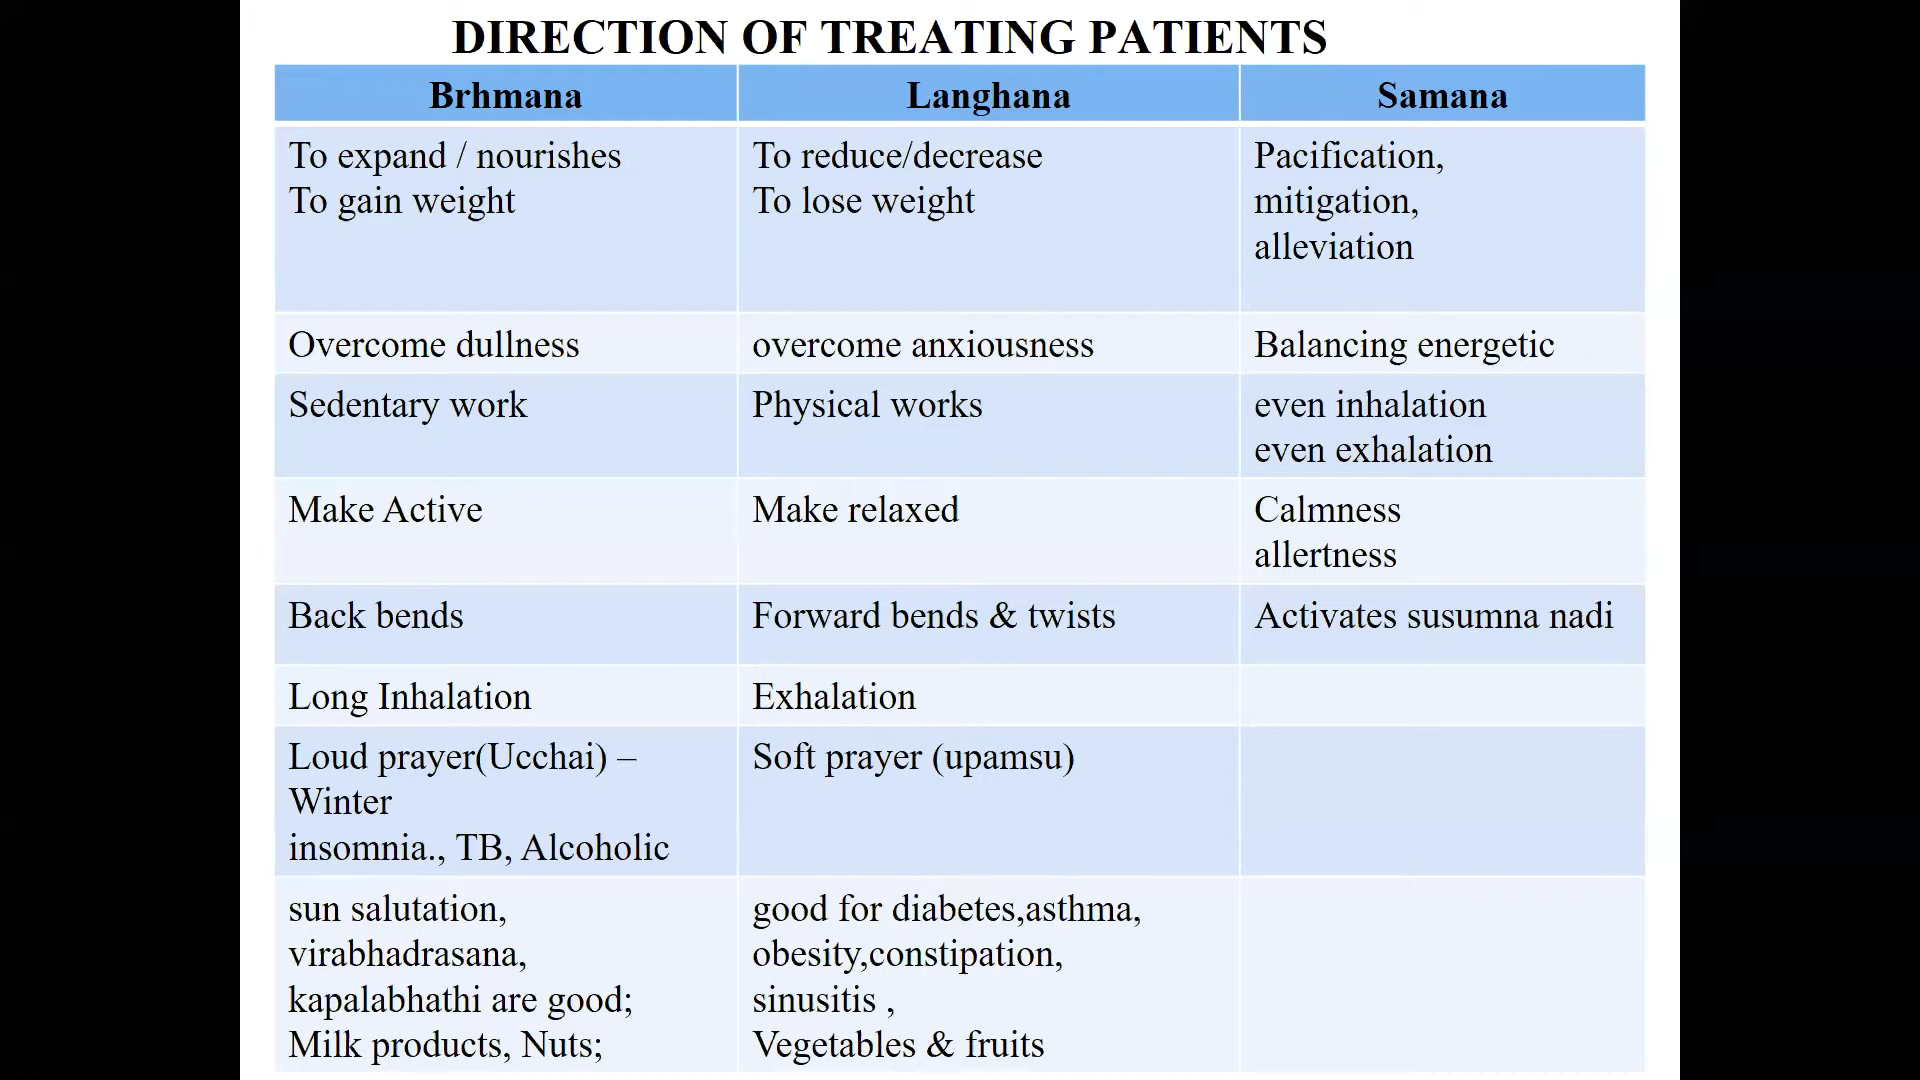 DIRECTION OF TREATING PATIENTS
Brhmana
Langhana
Samana
To expand / nourishes
To gain weight
To reduce/decrease
To lose weight
Pacification,
mitigation,
alleviation
Overcome dullness
overcome anxiousness
Balancing energetic
Sedentary work
Physical works
even inhalation
even exhalation
Make Active
Make relaxed
Calmness
allertness
Back bends
Forward bends & twists
Activates susumna nadi
Long Inhalation
Exhalation
Loud prayer(Ucchai) –
Winter
insomnia., TB, Alcoholic
Soft prayer (upamsu)
sun salutation,
virabhadrasana,
kapalabhathi are good;
Milk products, Nuts;
good for diabetes,asthma,
obesity,constipation,
sinusitis ,
Vegetables & fruits